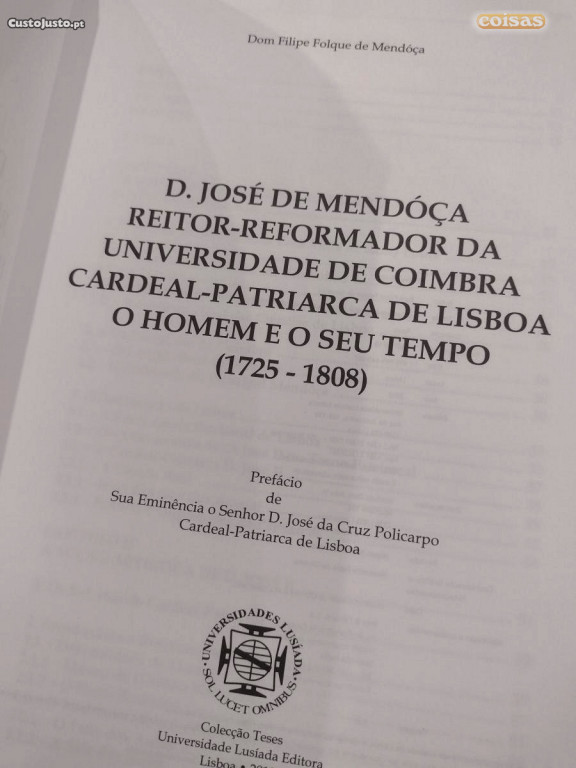 CustoJusto.pt
coisas
Dom Filipe Folque de Mendóça
D. JOSÉ DE MENDÓÇA
REITOR-REFORMADOR DA
UNIVERSIDADE DE COIMBRA
CARDEAL-PATRIARCA DE LISBOA
O HOMEM E O SEU TEMPO
(1725 - 1808)
Prefácio
de
Sua Eminência o Senhor D. José da Cruz Policarpo
Cardeal-Patriarca de Lisboa
UNIVERSIDADES LUSÍADA
SOL LUCET OMNIBUS
Colecção Teses
Universidade Lusíada Editora
Lisboa •